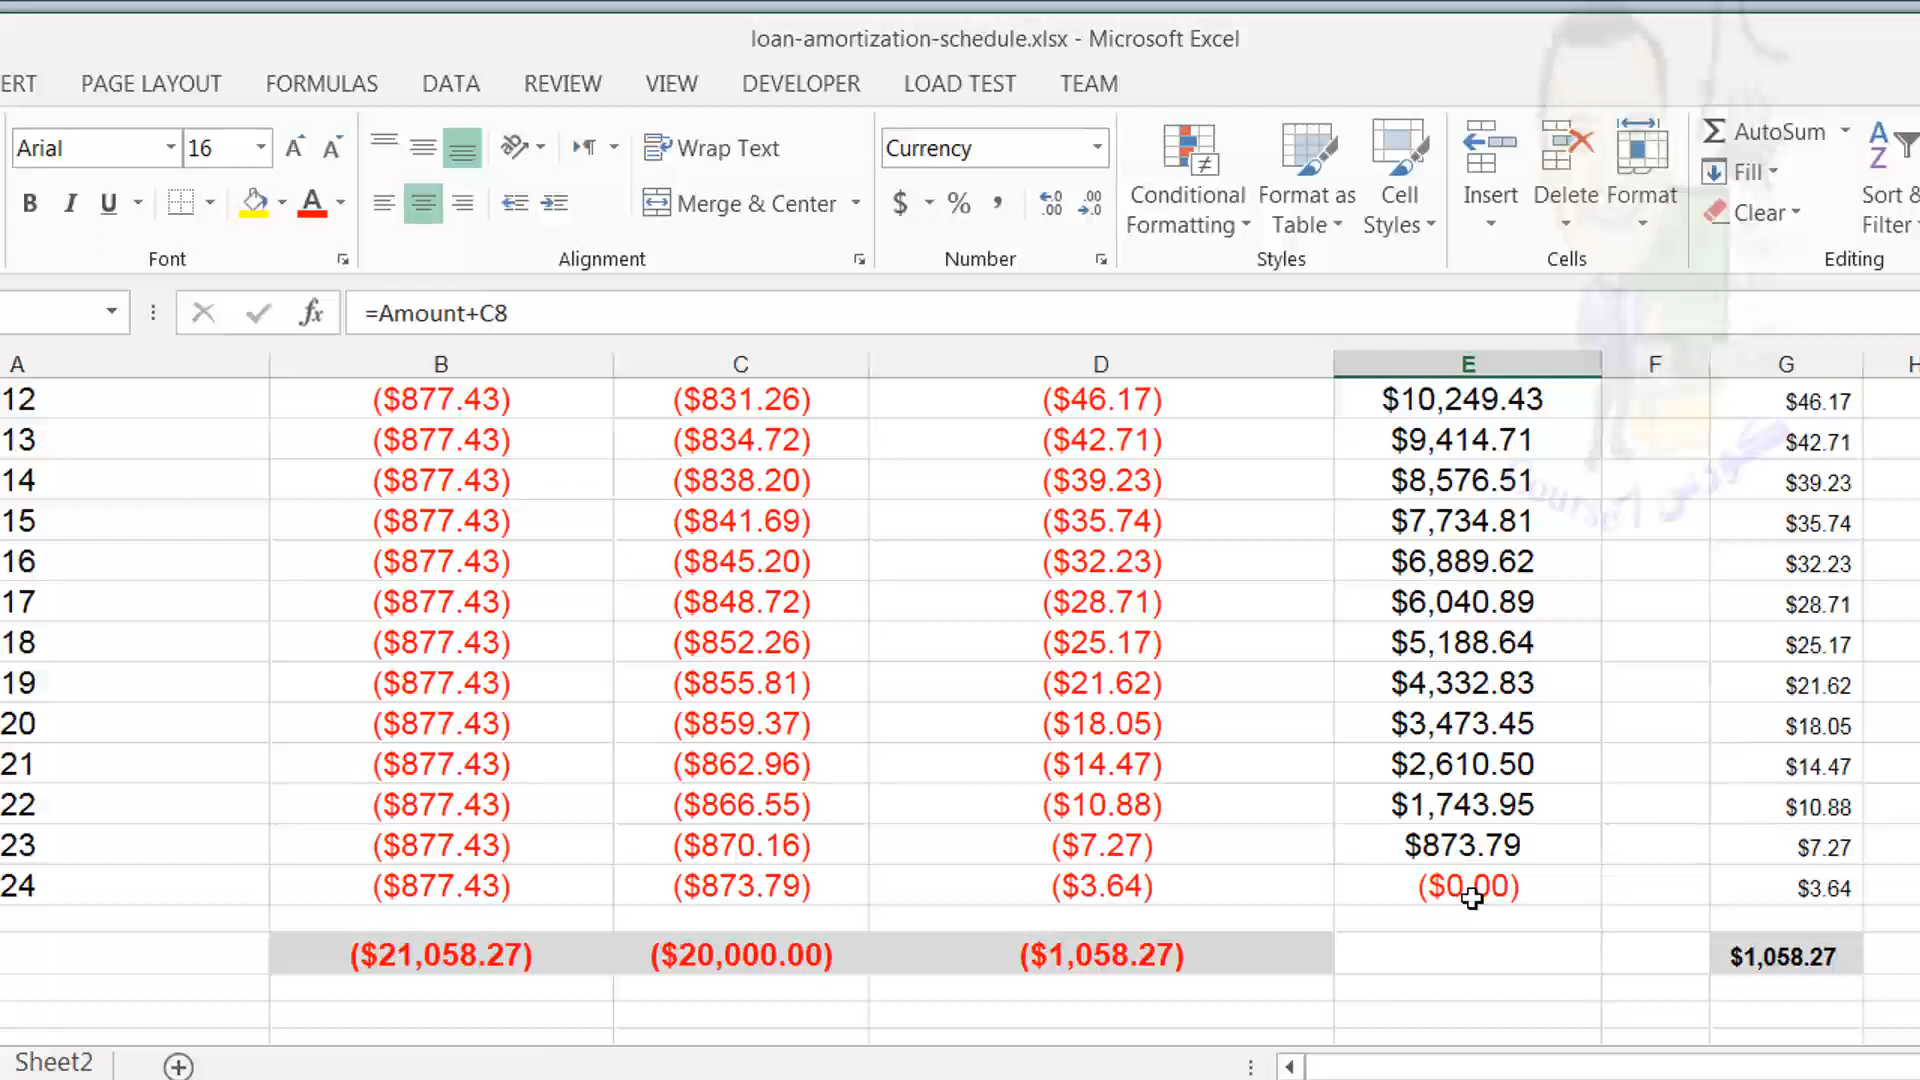 loan-amortization-schedule.xlsx - Microsoft Excel
ERT PAGE LAYOUT FORMULAS DATA REVIEW VIEW DEVELOPER LOAD TEST TEAM
Arial 16 A A Wrap Text Currency Conditional Formatting Format as Table Cell Styles Insert Delete Format AutoSum Fill Clear Sort & Filter
B I U A Merge & Center $ % , .00
Font Alignment Number Styles Cells Editing
fx =Amount+C8
A B C D E F G H
12 ($877.43) ($831.26) ($46.17) $10,249.43 $46.17
13 ($877.43) ($834.72) ($42.71) $9,414.71 $42.71
14 ($877.43) ($838.20) ($39.23) $8,576.51 $39.23
15 ($877.43) ($841.69) ($35.74) $7,734.81 $35.74
16 ($877.43) ($845.20) ($32.23) $6,889.62 $32.23
17 ($877.43) ($848.72) ($28.71) $6,040.89 $28.71
18 ($877.43) ($852.26) ($25.17) $5,188.64 $25.17
19 ($877.43) ($855.81) ($21.62) $4,332.83 $21.62
20 ($877.43) ($859.37) ($18.05) $3,473.45 $18.05
21 ($877.43) ($862.96) ($14.47) $2,610.50 $14.47
22 ($877.43) ($866.55) ($10.88) $1,743.95 $10.88
23 ($877.43) ($870.16) ($7.27) $873.79 $7.27
24 ($877.43) ($873.79) ($3.64) ($0.00) $3.64
($21,058.27) ($20,000.00) ($1,058.27) $1,058.27
Sheet2